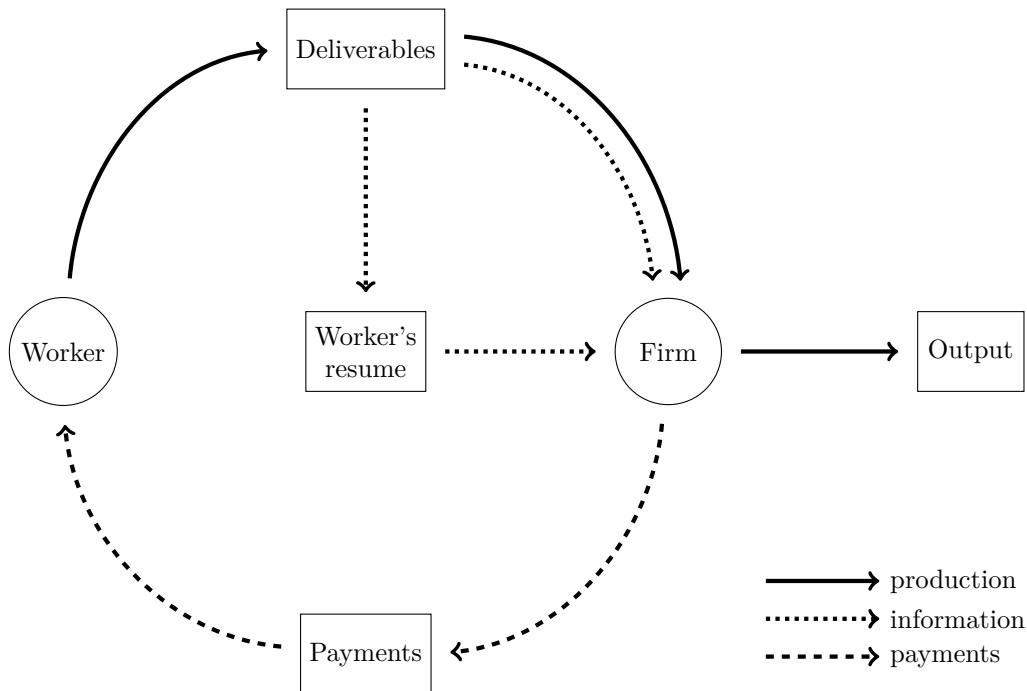 Deliverables
Worker
Worker's
resume
Firm
Output
Payments
production
information
payments